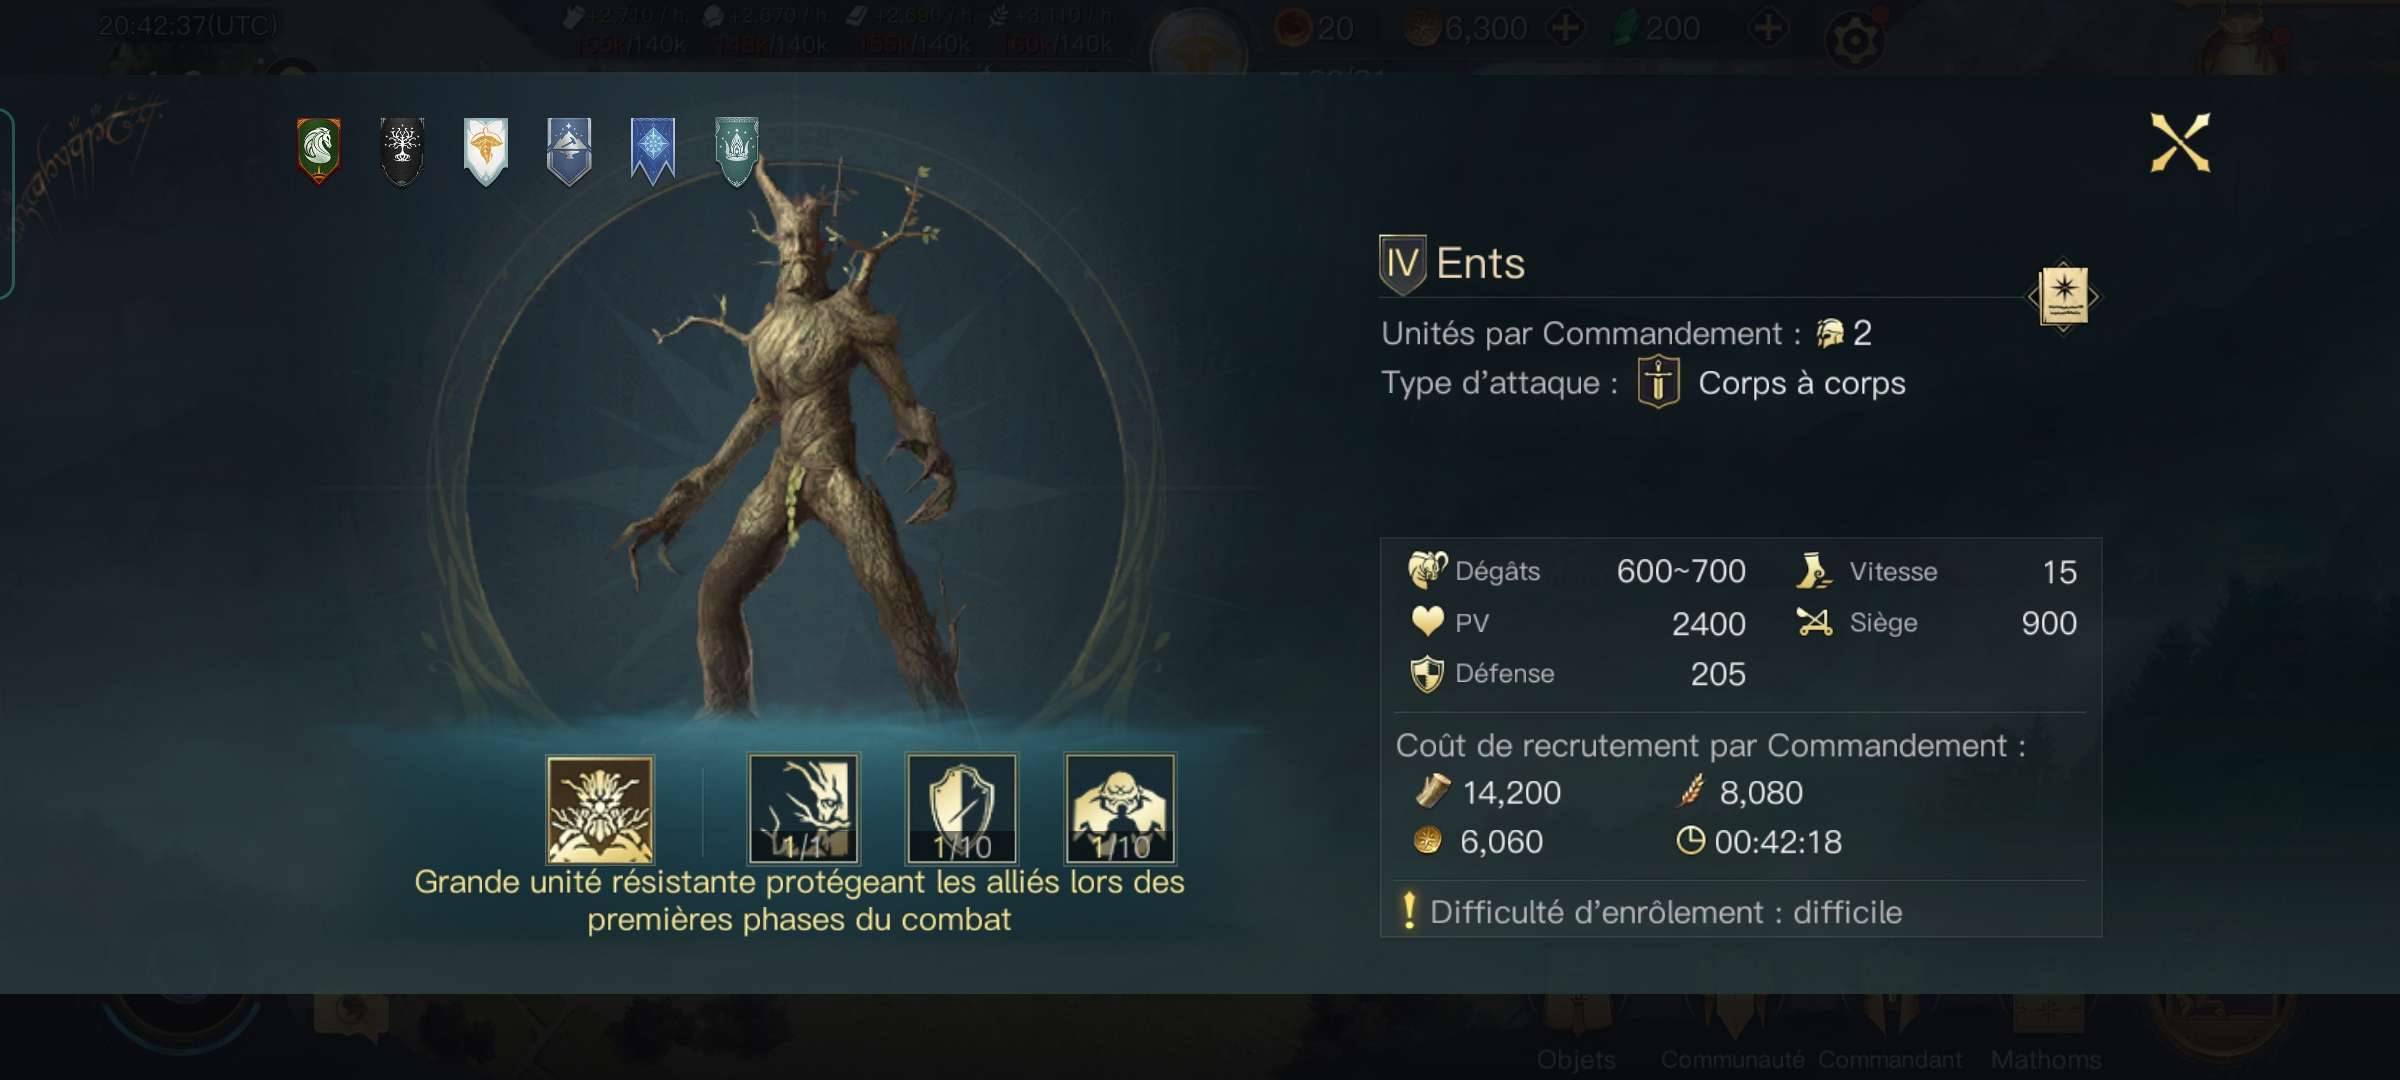 20:42:37(UTC)
+2,710 / h. +2,670 / h. +2,690 / h. +3,110 / h.
155k/140k 148k/140k 155k/140k 160k/140k
20 6,300 200
IV Ents
Unités par Commandement : 2
Type d'attaque : Corps à corps
Dégâts 600~700 Vitesse 15
PV 2400 Siège 900
Défense 205
Coût de recrutement par Commandement :
14,200 8,080
6,060 00:42:18
! Difficulté d'enrôlement : difficile
1/1 1/10 1/10
Grande unité résistante protégeant les alliés lors des
premières phases du combat
Objets Communauté Commandant Mathoms